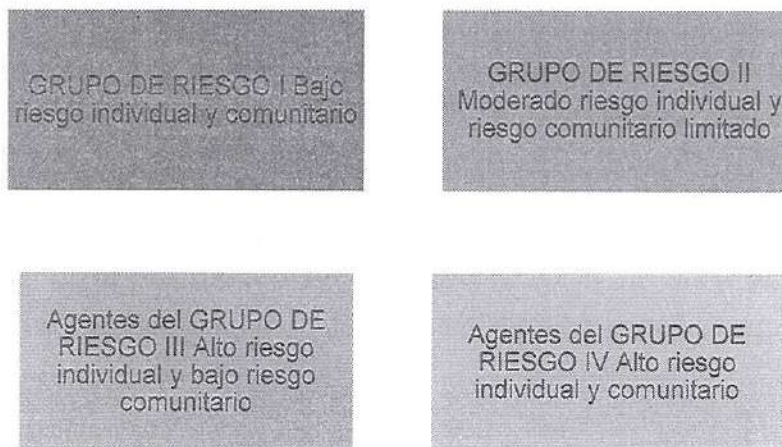 GRUPO DE RIESGO I Bajo
riesgo individual y comunitario
GRUPO DE RIESGO II
Moderado riesgo individual y
riesgo comunitario limitado
Agentes del GRUPO DE
RIESGO III Alto riesgo
individual y bajo riesgo
comunitario
Agentes del GRUPO DE
RIESGO IV Alto riesgo
individual y comunitario